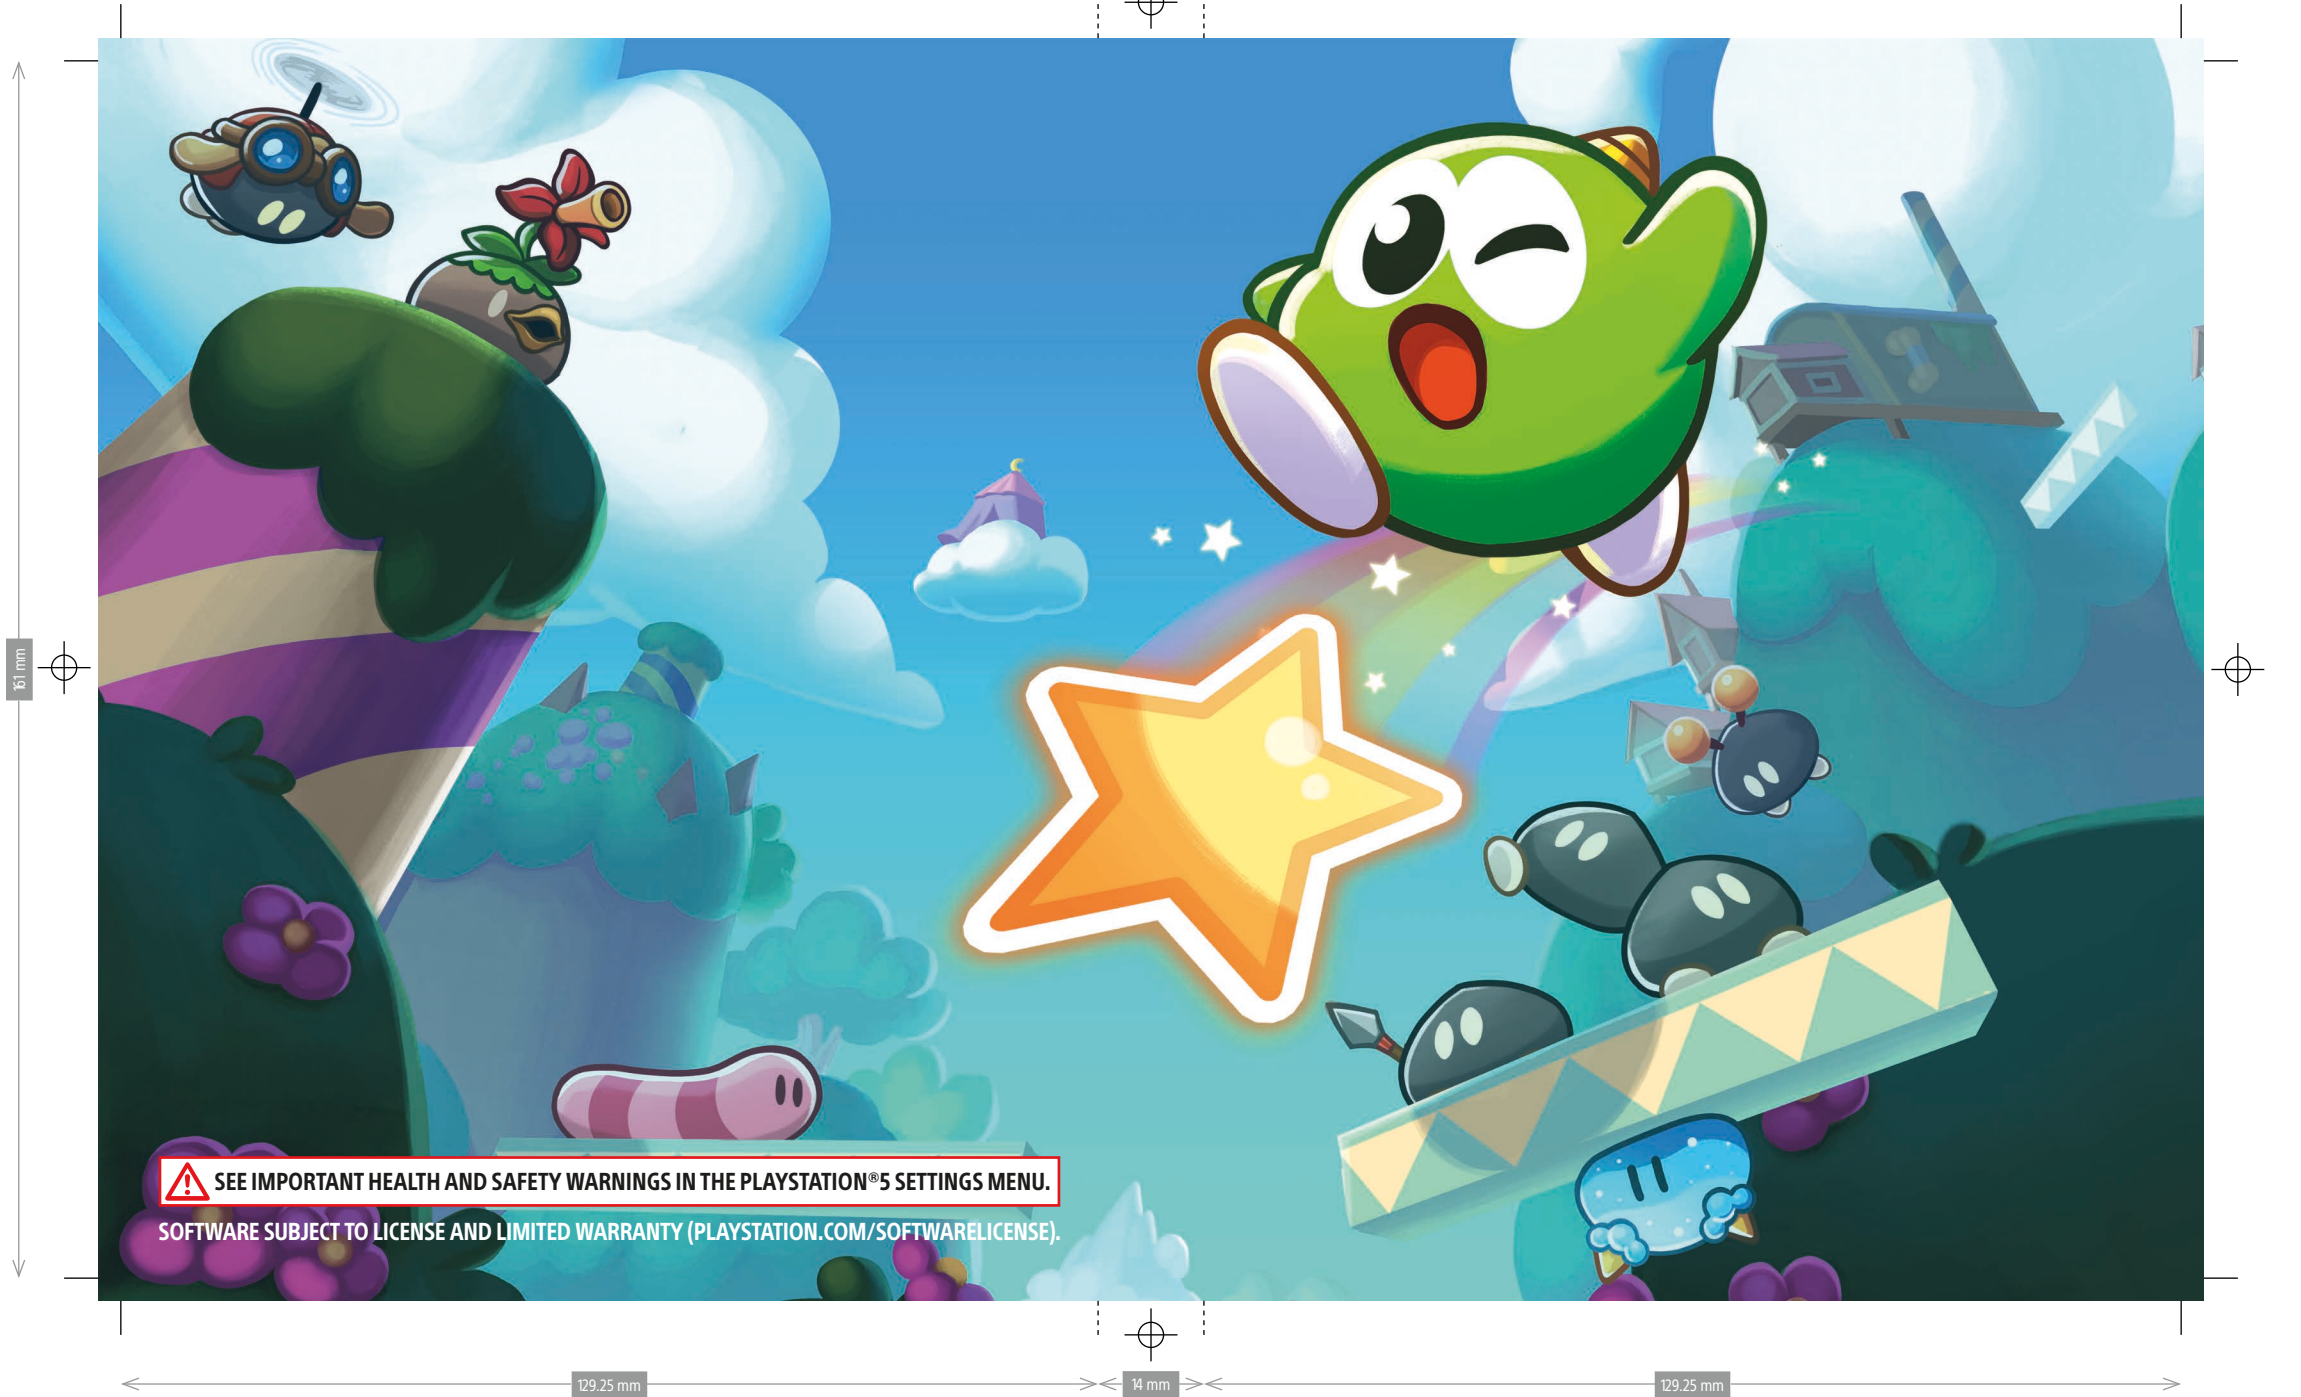 161 mm
SEE IMPORTANT HEALTH AND SAFETY WARNINGS IN THE PLAYSTATION®5 SETTINGS MENU.
SOFTWARE SUBJECT TO LICENSE AND LIMITED WARRANTY (PLAYSTATION.COM/SOFTWARELICENSE).
129.25 mm
14 mm
129.25 mm